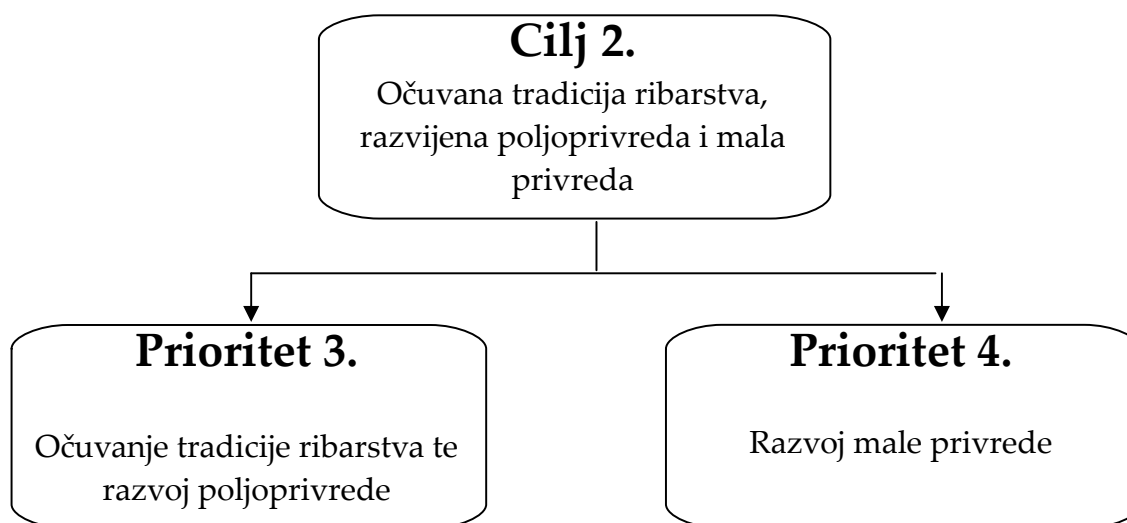 Cilj 2.
Očuvana tradicija ribarstva,
razvijena poljoprivreda i mala
privreda
Prioritet 3.
Očuvanje tradicije ribarstva te
razvoj poljoprivrede
Prioritet 4.
Razvoj male privrede